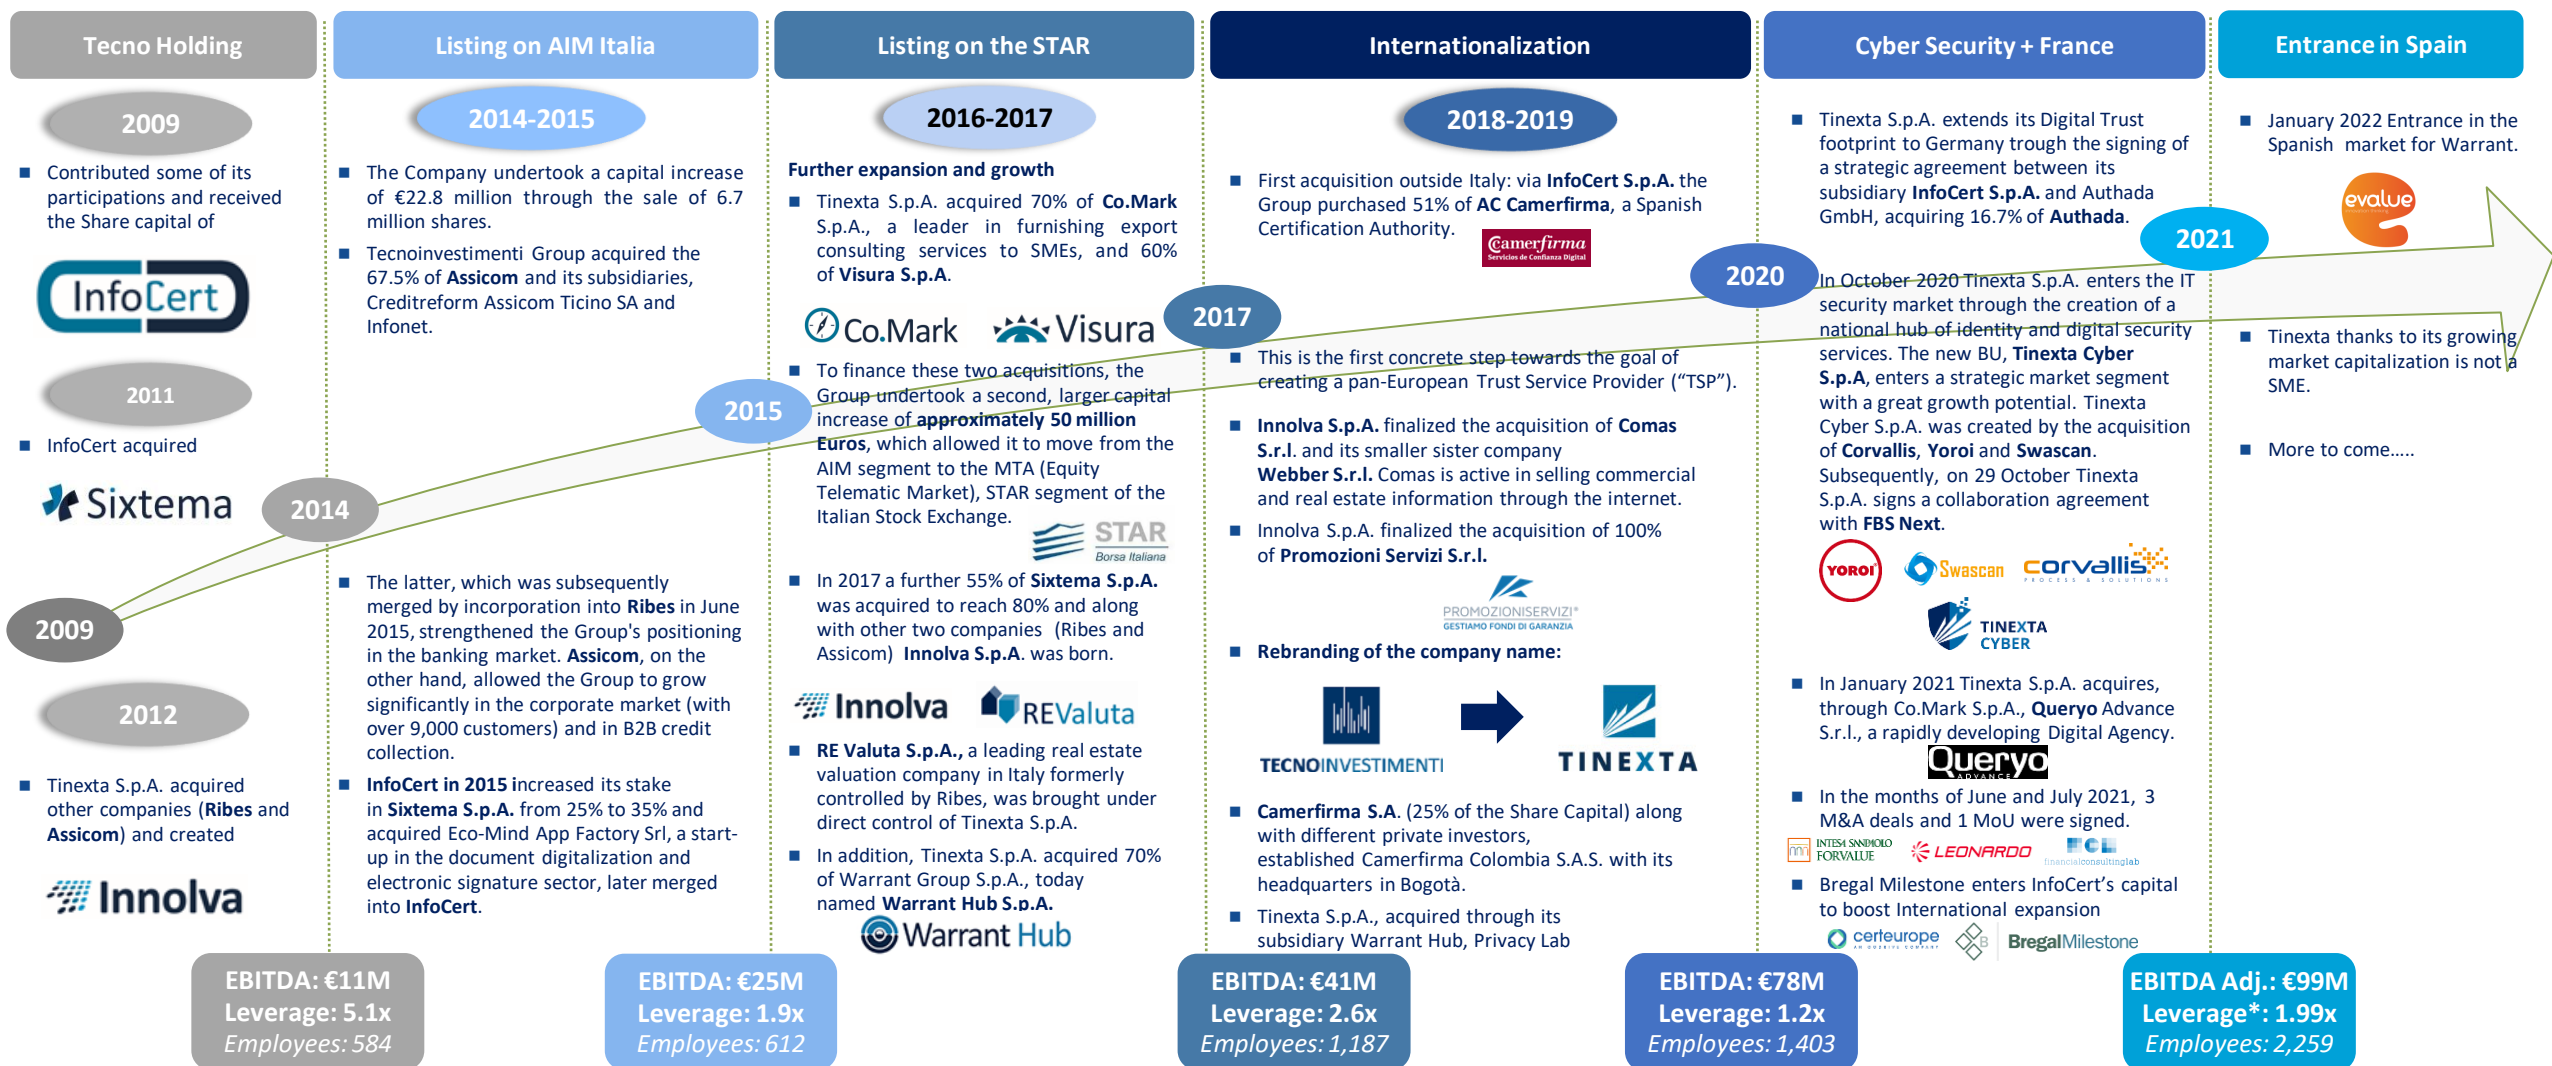 Tecno Holding
2009
Contributed some of its
participations and received
the Share capital of
InfoCert
2011
InfoCert acquired
Sixtema
2009
2012
Tinexta S.p.A. acquired
other companies (Ribes and
Assicom) and created
Innolva
EBITDA: €11M
Leverage: 5.1x
Employees: 584
2014
Listing on AIM Italia
2014-2015
The Company undertook a capital increase
of €22.8 million through the sale of 6.7
million shares.
Tecnoinvestimenti Group acquired the
67.5% of Assicom and its subsidiaries,
Creditreform Assicom Ticino SA and
Infonet.
The latter, which was subsequently
merged by incorporation into Ribes in June
2015, strengthened the Group's positioning
in the banking market. Assicom, on the
other hand, allowed the Group to grow
significantly in the corporate market (with
over 9,000 customers) and in B2B credit
collection.
InfoCert in 2015 increased its stake
in Sixtema S.p.A. from 25% to 35% and
acquired Eco-Mind App Factory Srl, a start-
up in the document digitalization and
electronic signature sector, later merged
into InfoCert.
EBITDA: €25M
Leverage: 1.9x
Employees: 612
2015
Listing on the STAR
2016-2017
Further expansion and growth
Tinexta S.p.A. acquired 70% of Co.Mark
S.p.A., a leader in furnishing export
consulting services to SMEs, and 60%
of Visura S.p.A.
Co.Mark Visura
To finance these two acquisitions, the
Group undertook a second, larger capital
increase of approximately 50 million
Euros, which allowed it to move from the
AIM segment to the MTA (Equity
Telematic Market), STAR segment of the
Italian Stock Exchange.
STAR
Borsa Italiana
In 2017 a further 55% of Sixtema S.p.A.
was acquired to reach 80% and along
with other two companies (Ribes and
Assicom) Innolva S.p.A. was born.
Innolva REValuta
RE Valuta S.p.A., a leading real estate
valuation company in Italy formerly
controlled by Ribes, was brought under
direct control of Tinexta S.p.A.
In addition, Tinexta S.p.A. acquired 70%
of Warrant Group S.p.A., today
named Warrant Hub S.p.A.
Warrant Hub
EBITDA: €41M
Leverage: 2.6x
Employees: 1,187
2017
Internationalization
2018-2019
First acquisition outside Italy: via InfoCert S.p.A. the
Group purchased 51% of AC Camerfirma, a Spanish
Certification Authority.
Camerfirma
Servicios de Confianza Digital
This is the first concrete step towards the goal of
creating a pan-European Trust Service Provider (“TSP”).
Innolva S.p.A. finalized the acquisition of Comas
S.r.l. and its smaller sister company
Webber S.r.l. Comas is active in selling commercial
and real estate information through the internet.
Innolva S.p.A. finalized the acquisition of 100%
of Promozioni Servizi S.r.l.
PROMOZIONISERVIZI®
GESTIAMO FONDI DI GARANZIA
Rebranding of the company name:
TECNOINVESTIMENTI
TINEXTA
Camerfirma S.A. (25% of the Share Capital) along
with different private investors,
established Camerfirma Colombia S.A.S. with its
headquarters in Bogotà.
Tinexta S.p.A., acquired through its
subsidiary Warrant Hub, Privacy Lab
EBITDA: €78M
Leverage: 1.2x
Employees: 1,403
2020
Cyber Security + France
Tinexta S.p.A. extends its Digital Trust
footprint to Germany trough the signing of
a strategic agreement between its
subsidiary InfoCert S.p.A. and Authada
GmbH, acquiring 16.7% of Authada.
In October 2020 Tinexta S.p.A. enters the IT
security market through the creation of a
national hub of identity and digital security
services. The new BU, Tinexta Cyber
S.p.A, enters a strategic market segment
with a great growth potential. Tinexta
Cyber S.p.A. was created by the acquisition
of Corvallis, Yoroi and Swascan.
Subsequently, on 29 October Tinexta
S.p.A. signs a collaboration agreement
with FBS Next.
YOROI Swascan corvallis
PROCESS & SOLUTIONS
TINEXTA
CYBER
In January 2021 Tinexta S.p.A. acquires,
through Co.Mark S.p.A., Queryo Advance
S.r.l., a rapidly developing Digital Agency.
Queryo
ADVANCE
In the months of June and July 2021, 3
M&A deals and 1 MoU were signed.
INTESA SANPAOLO
FORVALUE
LEONARDO
financialconsultinglab
Bregal Milestone enters InfoCert’s capital
to boost International expansion
certeurope
B
BregalMilestone
EBITDA Adj.: €99M
Leverage*: 1.99x
Employees: 2,259
2021
Entrance in Spain
January 2022 Entrance in the
Spanish market for Warrant.
evalue
Tinexta thanks to its growing
market capitalization is not a
SME.
More to come.....